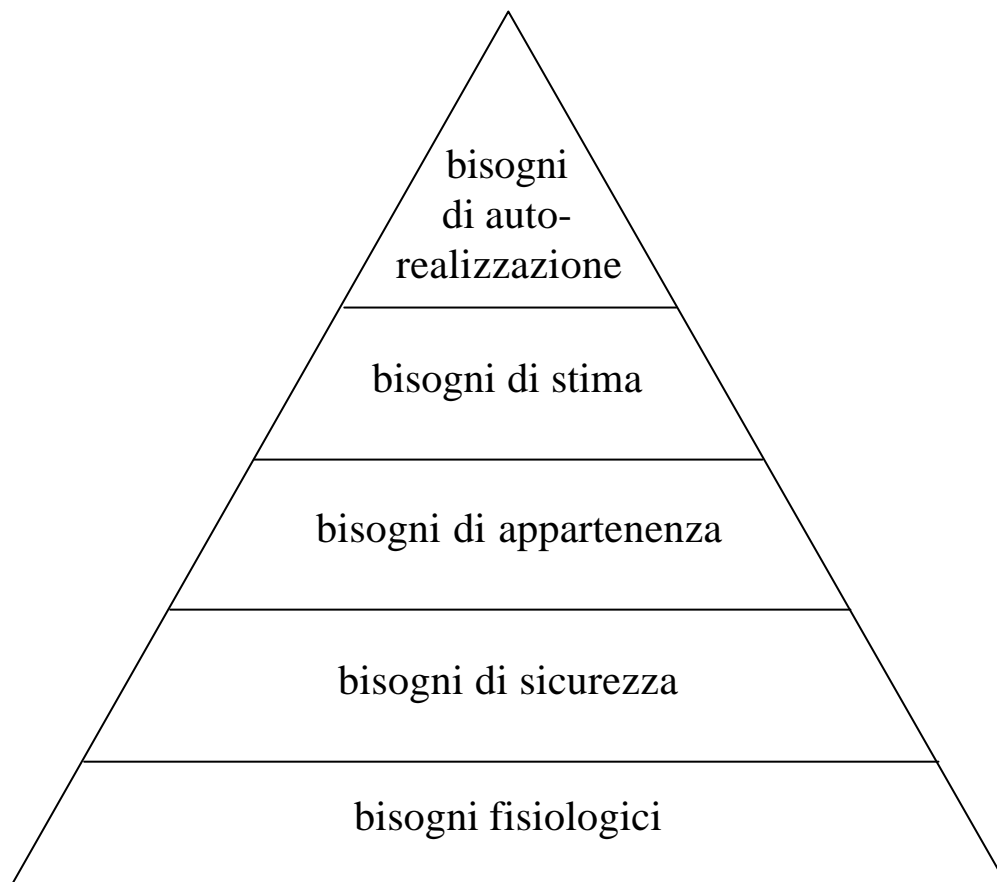 bisogni
di auto-
realizzazione
bisogni di stima
bisogni di appartenenza
bisogni di sicurezza
bisogni fisiologici